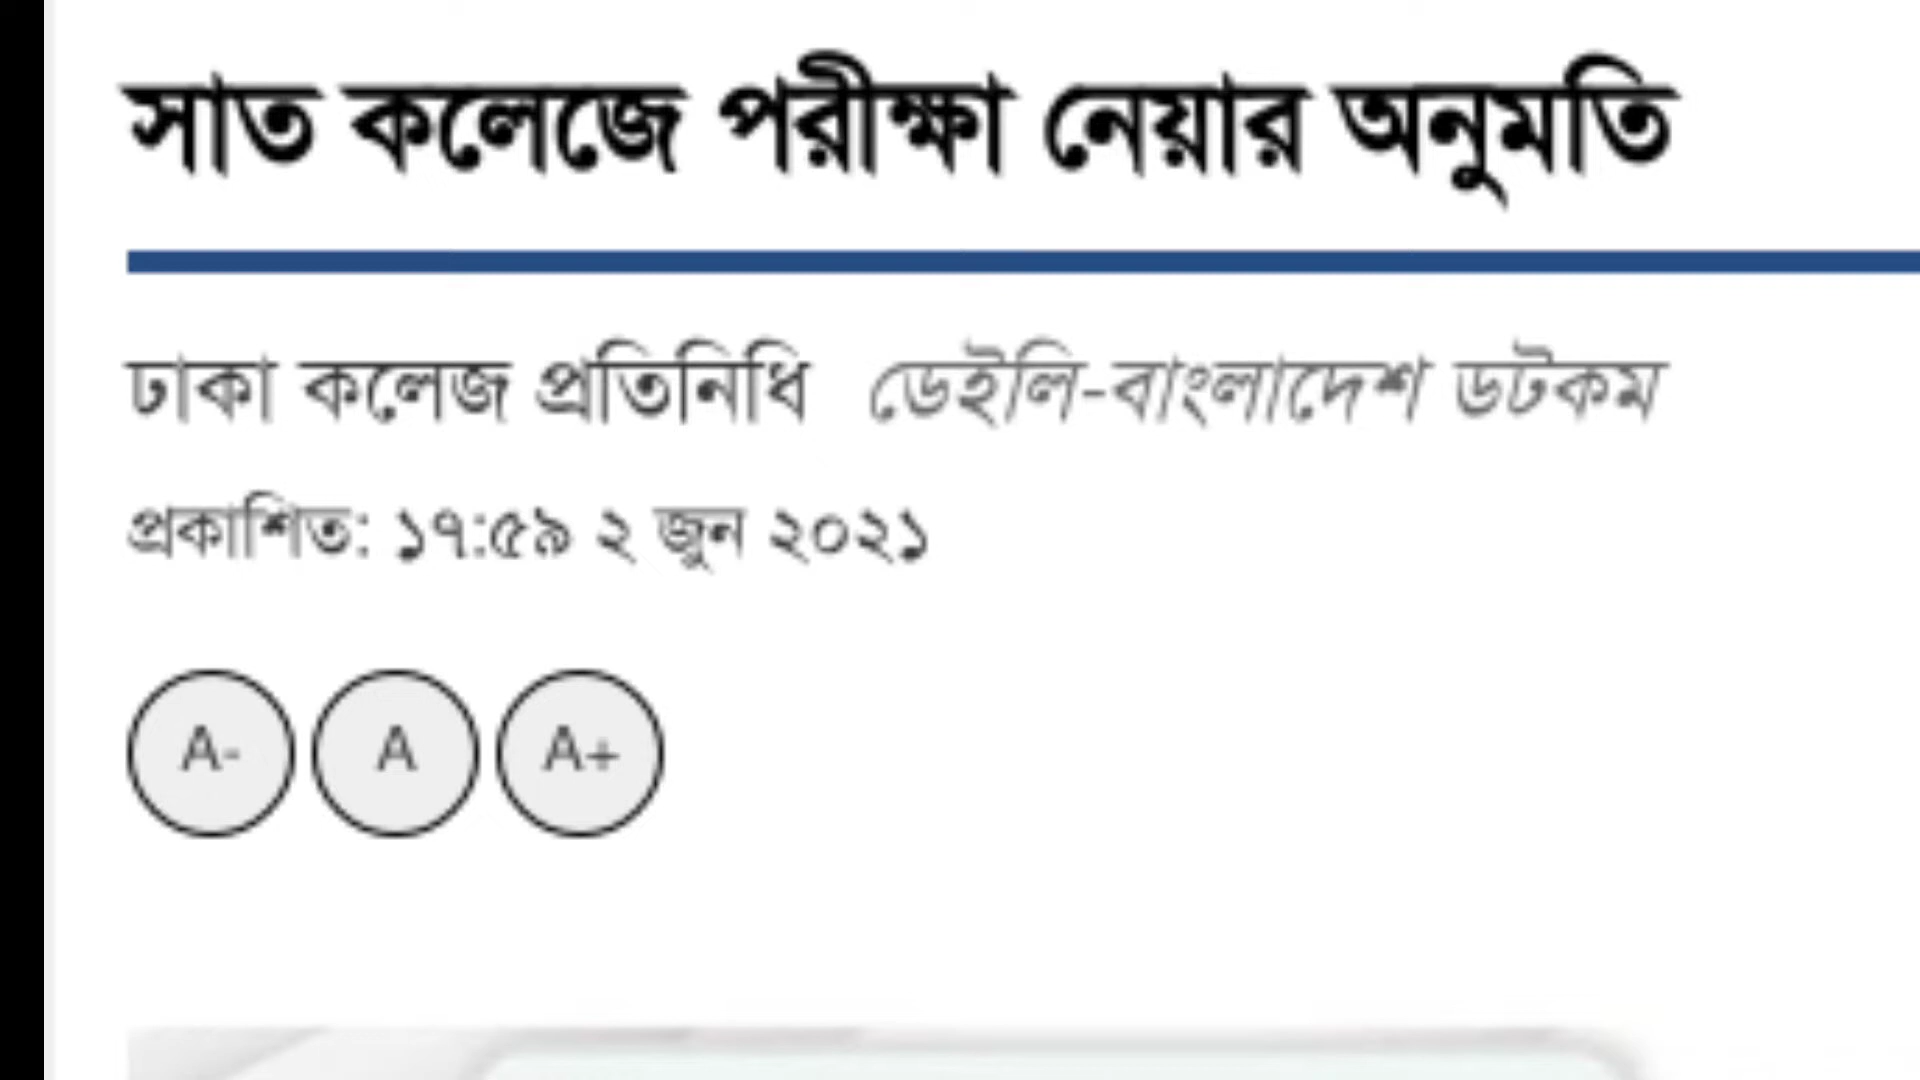 সাত কলেজে পরীক্ষা নেয়ার অনুমতি
ঢাকা কলেজ প্রতিনিধি ডেইলি-বাংলাদেশ ডটকম
প্রকাশিত: ১৭:৫৯ ২ জুন ২০২১
A- A A+